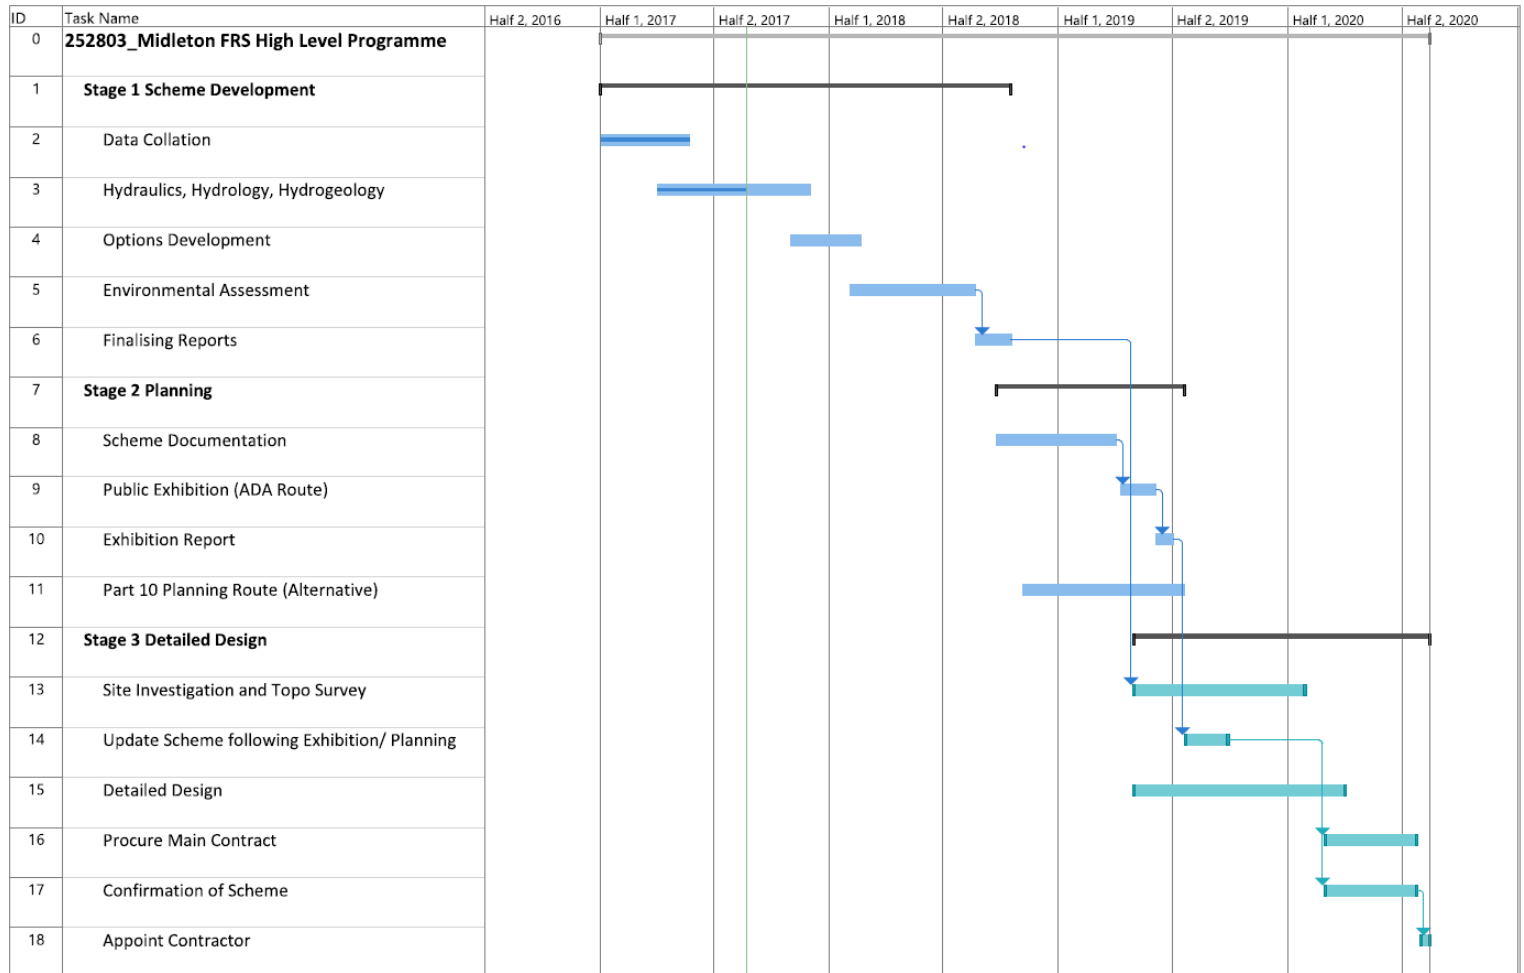 ID Task Name Half 2, 2016 Half 1, 2017 Half 2, 2017 Half 1, 2018 Half 2, 2018 Half 1, 2019 Half 2, 2019 Half 1, 2020 Half 2, 2020
0 252803_Midleton FRS High Level Programme
1 Stage 1 Scheme Development
2 Data Collation
3 Hydraulics, Hydrology, Hydrogeology
4 Options Development
5 Environmental Assessment
6 Finalising Reports
7 Stage 2 Planning
8 Scheme Documentation
9 Public Exhibition (ADA Route)
10 Exhibition Report
11 Part 10 Planning Route (Alternative)
12 Stage 3 Detailed Design
13 Site Investigation and Topo Survey
14 Update Scheme following Exhibition/ Planning
15 Detailed Design
16 Procure Main Contract
17 Confirmation of Scheme
18 Appoint Contractor